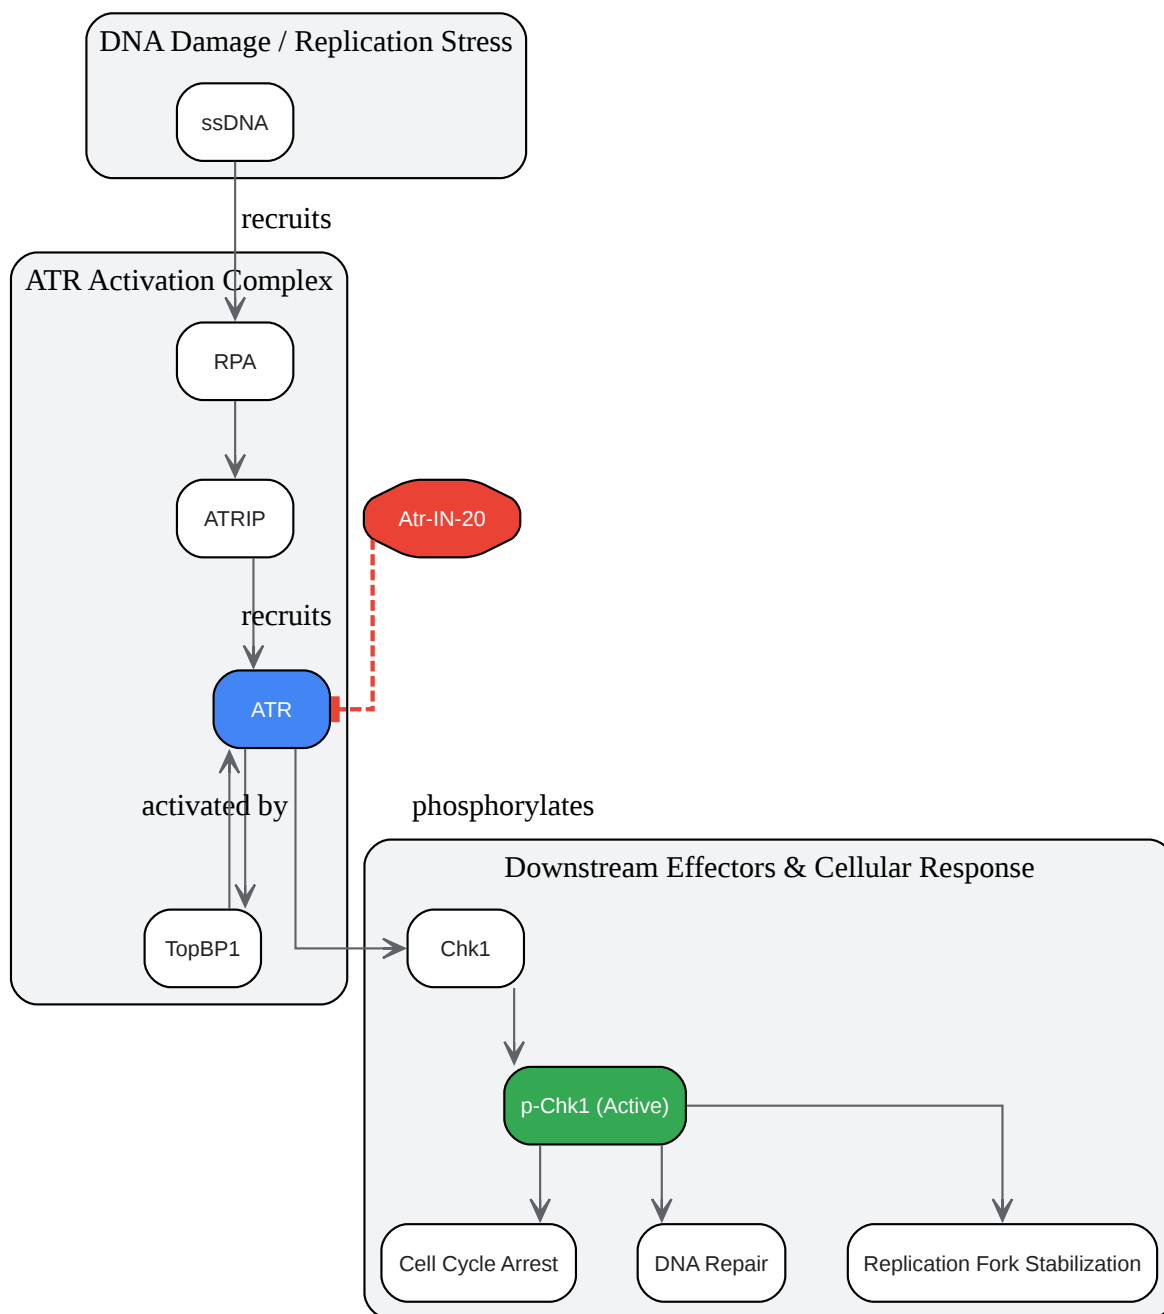 DNA Damage / Replication Stress
ssDNA
recruits
ATR Activation Complex
RPA
ATRIP
Atr-IN-20
recruits
ATR
activated by
phosphorylates
Downstream Effectors & Cellular Response
TopBP1
Chk1
p-Chk1 (Active)
Cell Cycle Arrest
DNA Repair
Replication Fork Stabilization